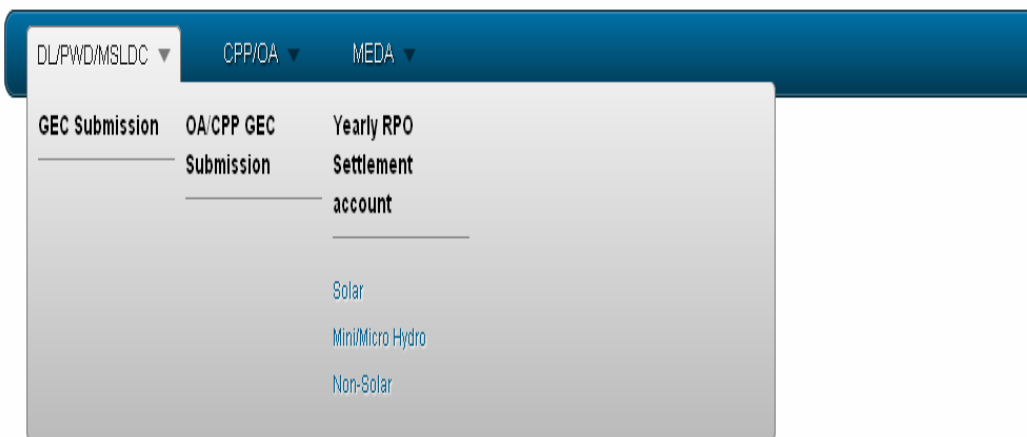 DL/PWD/MSLDC CPP/OA MEDA
GEC Submission
OA/CPP GEC
Submission
Yearly RPO
Settlement
account
Solar
Mini/Micro Hydro
Non-Solar